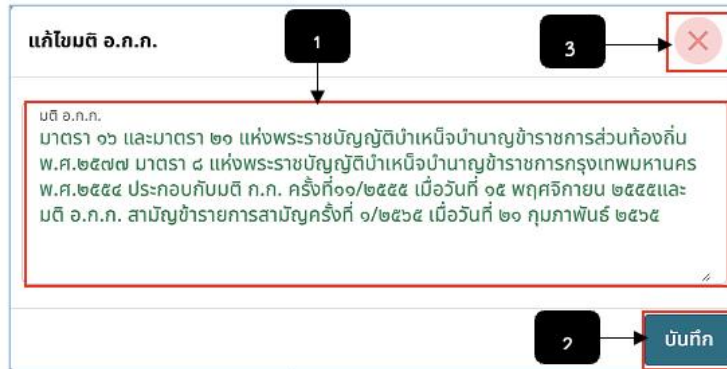 แก้ไขมติ อ.ก.ก.
1
3
มติ อ.ก.ก.
มาตรา ๑๖ และมาตรา ๒๑ แห่งพระราชบัญญัติบำเหน็จบำนาญข้าราชการส่วนท้องถิ่น
พ.ศ.๒๕๗๗ มาตรา ๘ แห่งพระราชบัญญัติบำเหน็จบำนาญข้าราชการกรุงเทพมหานคร
พ.ศ.๒๕๕๔ ประกอบกับมติ ก.ก. ครั้งที่๑๐/๒๕๕๕ เมื่อวันที่ ๑๕ พฤศจิกายน ๒๕๕๕และ
มติ อ.ก.ก. สามัญข้ารายการสามัญครั้งที่ ๑/๒๕๖๕ เมื่อวันที่ ๒๑ กุมภาพันธ์ ๒๕๖๕
2
บันทึก